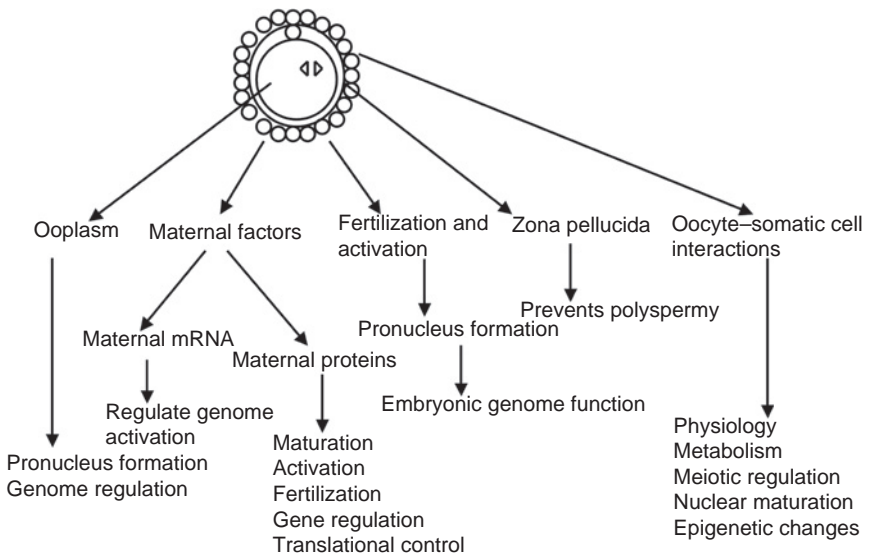 Ooplasm
Maternal factors
Fertilization and
activation
Zona pellucida
Oocyte–somatic cell
interactions
Maternal mRNA
Maternal proteins
Pronucleus formation
Prevents polyspermy
Regulate genome
activation
Embryonic genome function
Pronucleus formation
Genome regulation
Maturation
Activation
Fertilization
Gene regulation
Translational control
Physiology
Metabolism
Meiotic regulation
Nuclear maturation
Epigenetic changes